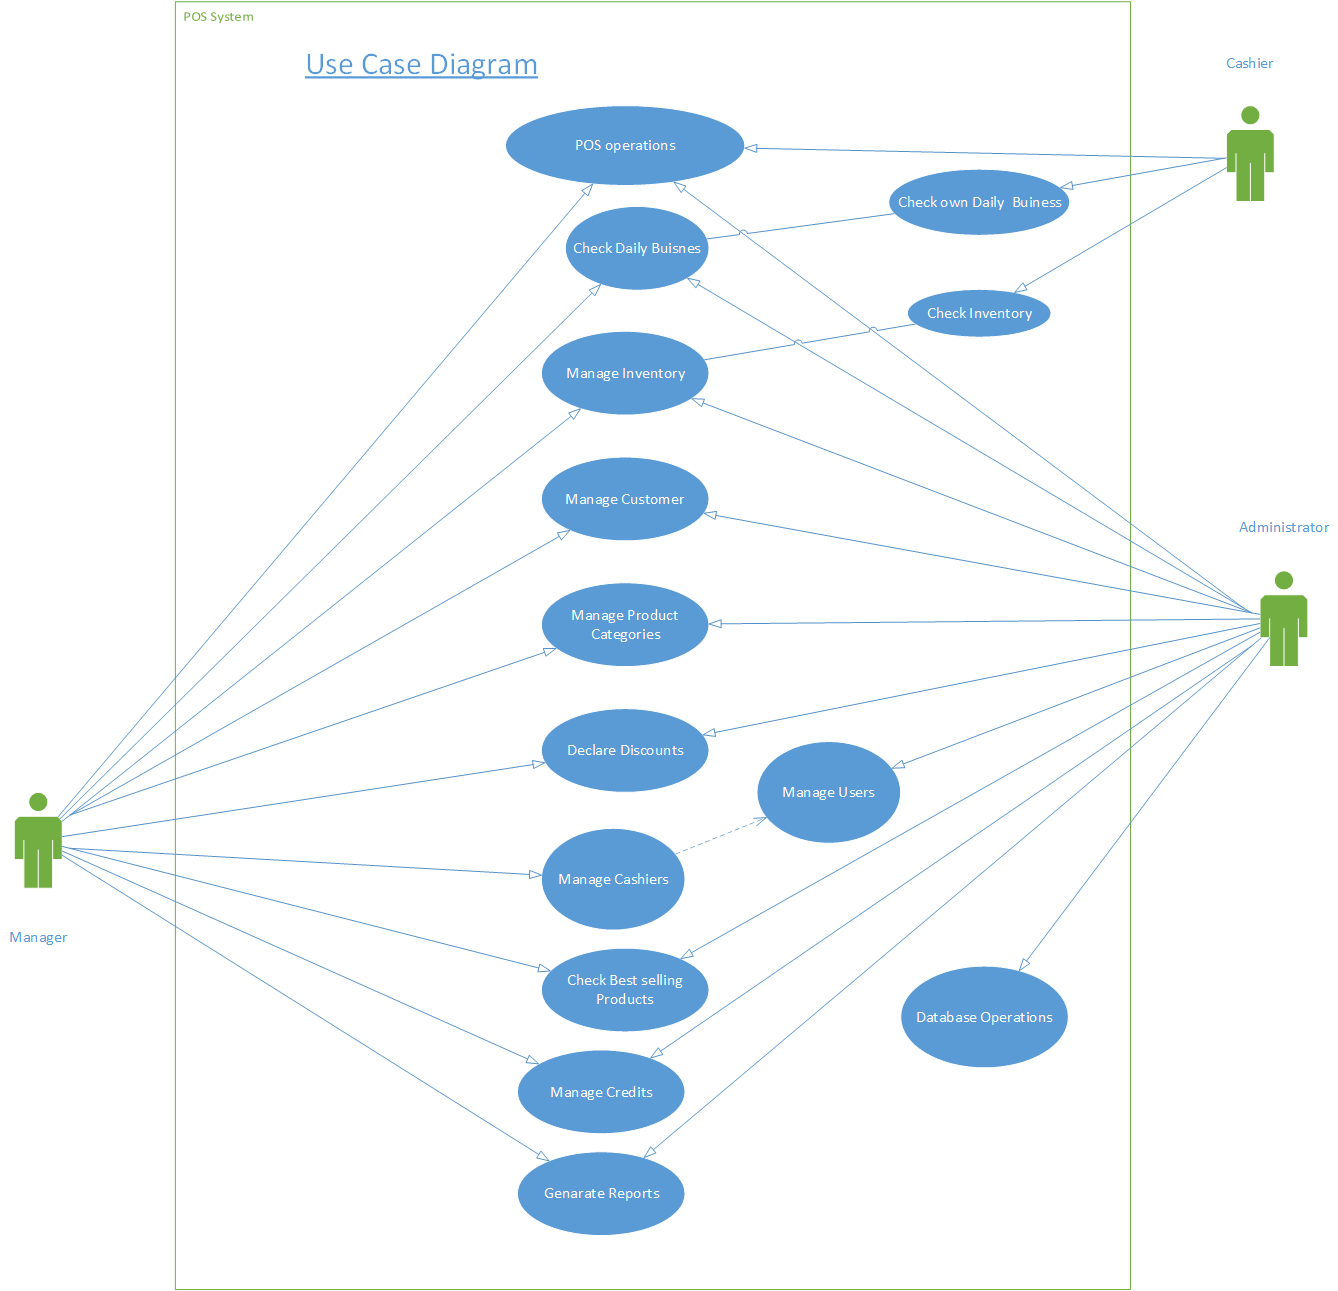 POS System
Use Case Diagram
Cashier
POS operations
Check own Daily Buiness
Check Daily Buisnes
Check Inventory
Manage Inventory
Manage Customer
Administrator
Manage Product
Categories
Declare Discounts
Manage Users
Manage Cashiers
Manager
Check Best selling
Products
Database Operations
Manage Credits
Genarate Reports